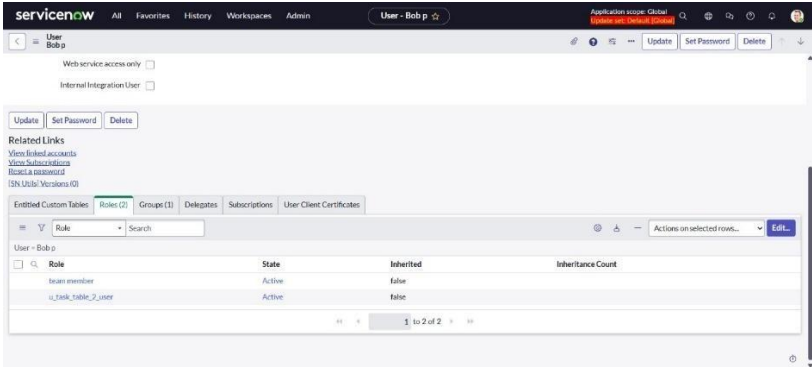 servicenow All Favorites History Workspaces Admin User - Bob p Application scope: Global
Update set: Default [Global]
User
Bob p Update Set Password Delete
Web service access only
Internal Integration User
Update Set Password Delete
Related Links
View linked accounts
View Subscriptions
Reset a password
[SN Utils] Versions (0)
Entitled Custom Tables Roles (2) Groups (1) Delegates Subscriptions User Client Certificates
Role Search Actions on selected rows... Edit...
User = Bob p
Role State Inherited Inheritance Count
team member Active false
u_task_table_2_user Active false
1 to 2 of 2